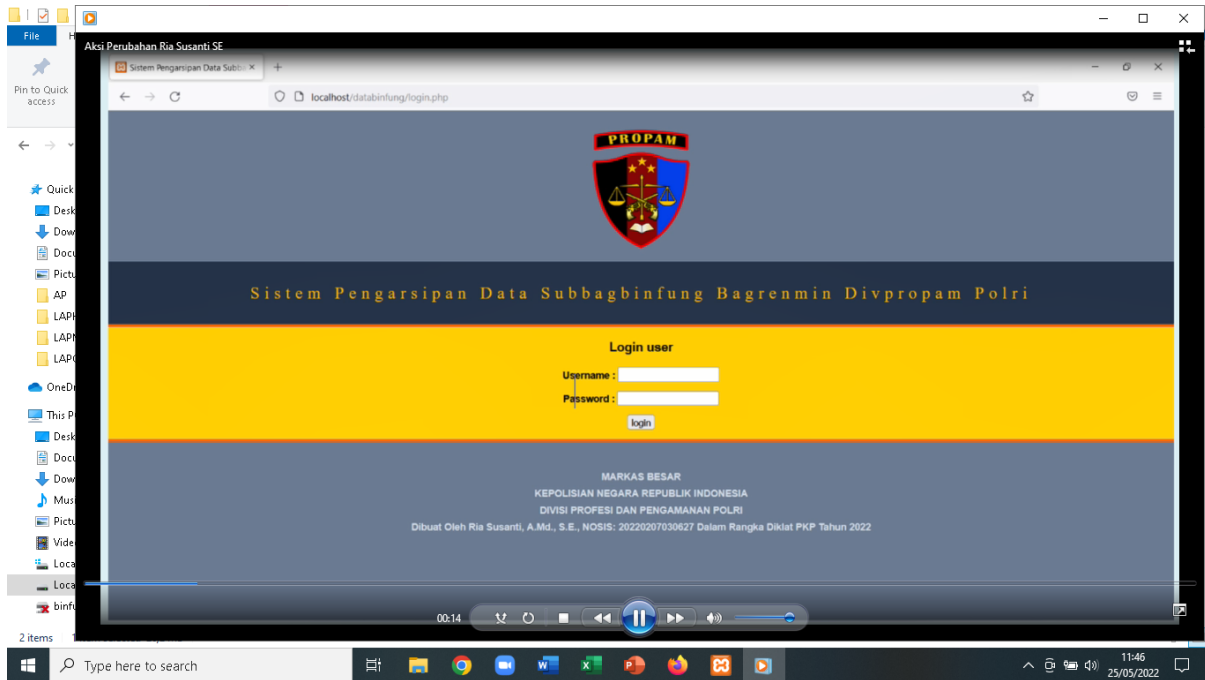 File
Aksi Perubahan Ria Susanti SE
Sistem Pengarsipan Data Subb
Pin to Quick
access
localhost/databinfung/login.php
PROPAM
Quick
Desk
Dow
Docu
Pictu
AP
LAPH
LAPN
LAPO
OneDr
This P
Desk
Docu
Dow
Musi
Pictu
Vide
Loca
Loca
binfu
Sistem Pengarsipan Data Subbagbinfung Bagrenmin Divpropam Polri
Login user
Username :
Password :
login
MARKAS BESAR
KEPOLISIAN NEGARA REPUBLIK INDONESIA
DIVISI PROFESI DAN PENGAMANAN POLRI
Dibuat Oleh Ria Susanti, A.Md., S.E., NOSIS: 20220207030627 Dalam Rangka Diklat PKP Tahun 2022
00:14
2 items
Type here to search
11:46
25/05/2022